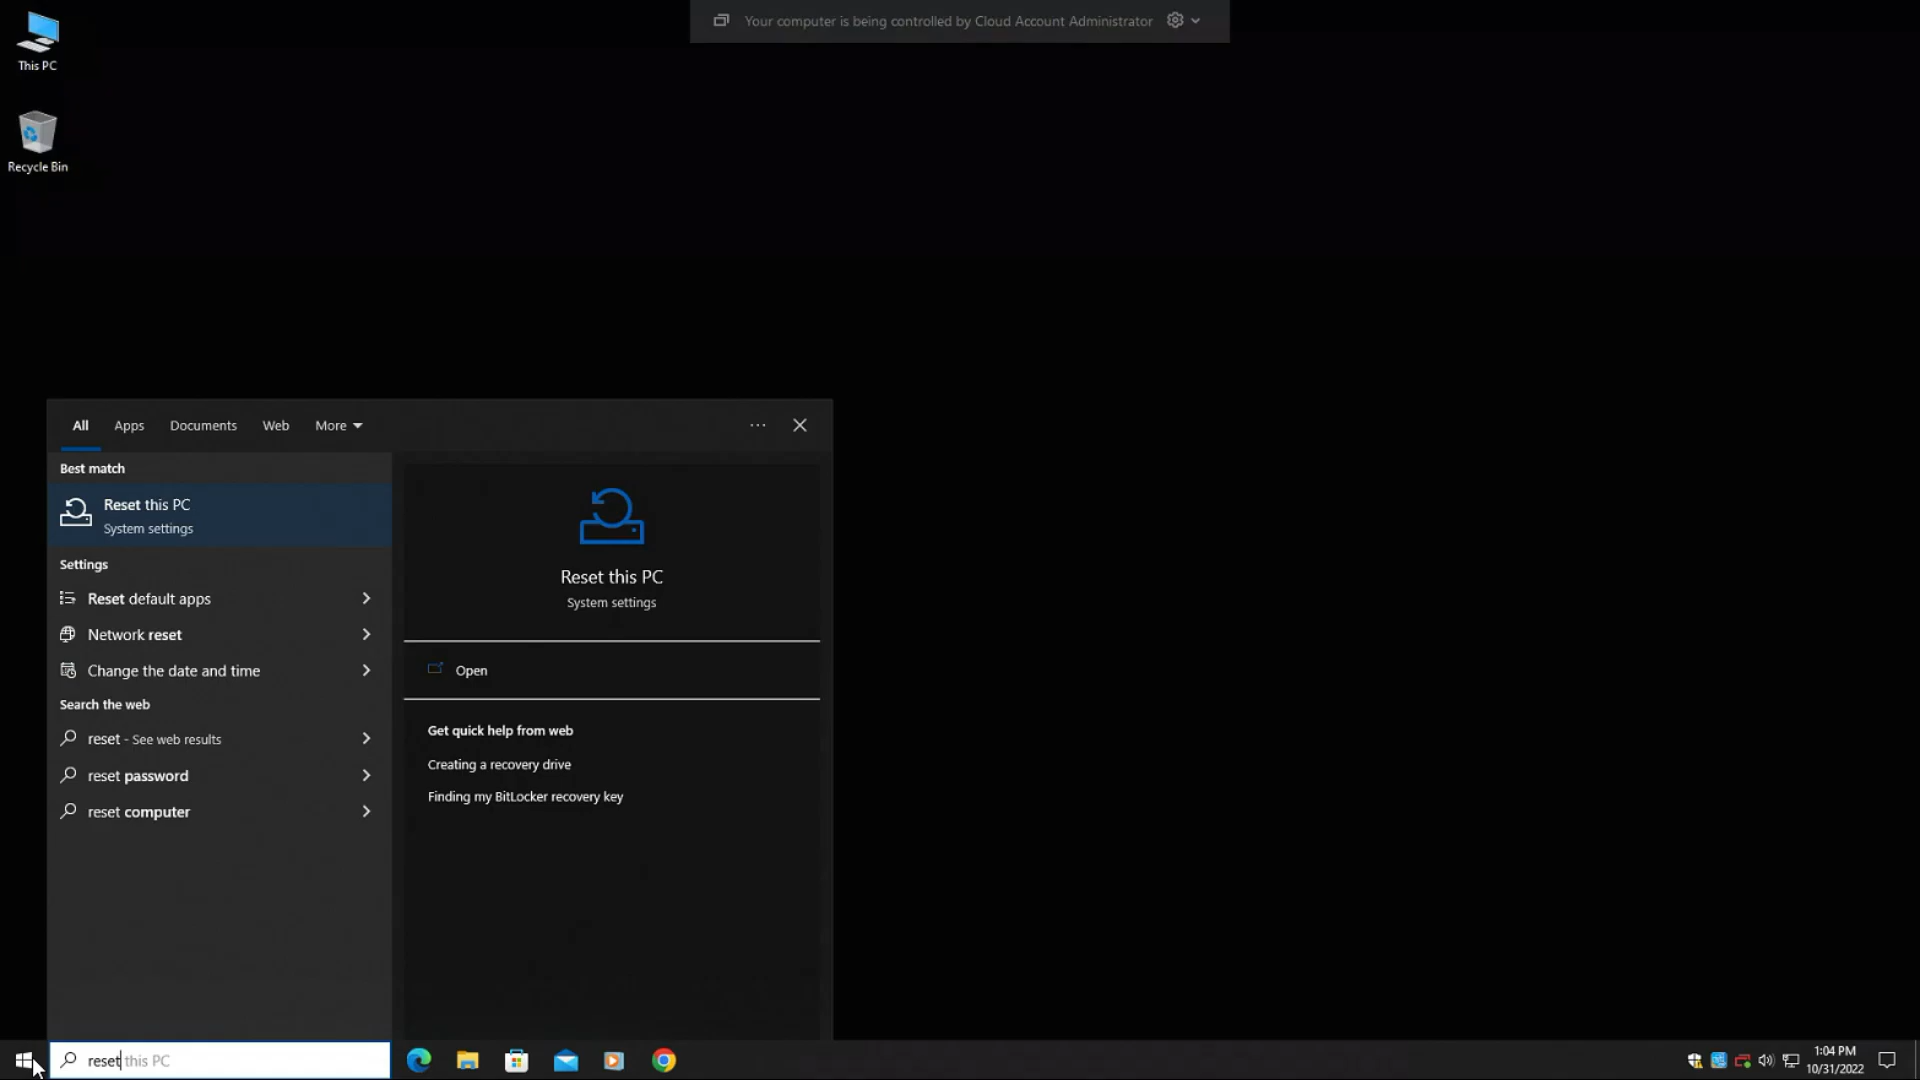 Your computer is being controlled by Cloud Account Administrator
This PC
Recycle Bin
All Apps Documents Web More
Best match
Reset this PC
System settings
Settings
Reset default apps
Network reset
Change the date and time
Search the web
reset - See web results
reset password
reset computer
Reset this PC
System settings
Open
Get quick help from web
Creating a recovery drive
Finding my BitLocker recovery key
reset this PC
1:04 PM
10/31/2022